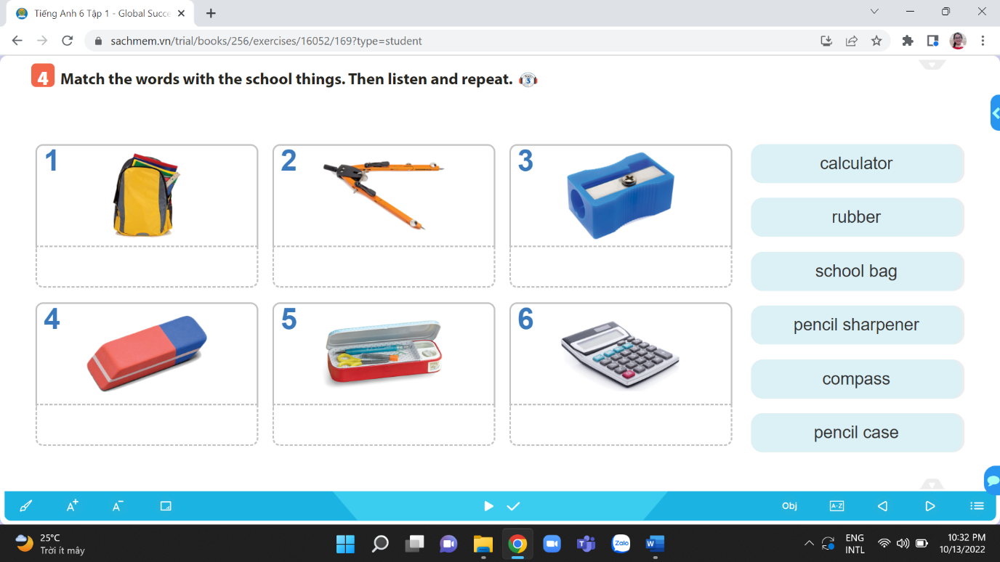 Tiếng Anh 6 Tập 1 - Global Succe
sachmem.vn/trial/books/256/exercises/16052/169?type=student
4 Match the words with the school things. Then listen and repeat. 3
1
2
3
calculator
rubber
school bag
4
5
6
pencil sharpener
compass
pencil case
A+
A-
Obj
A-Z
25°C
Trời ít mây
T
Zalo
W
ENG
INTL
10:32 PM
10/13/2022